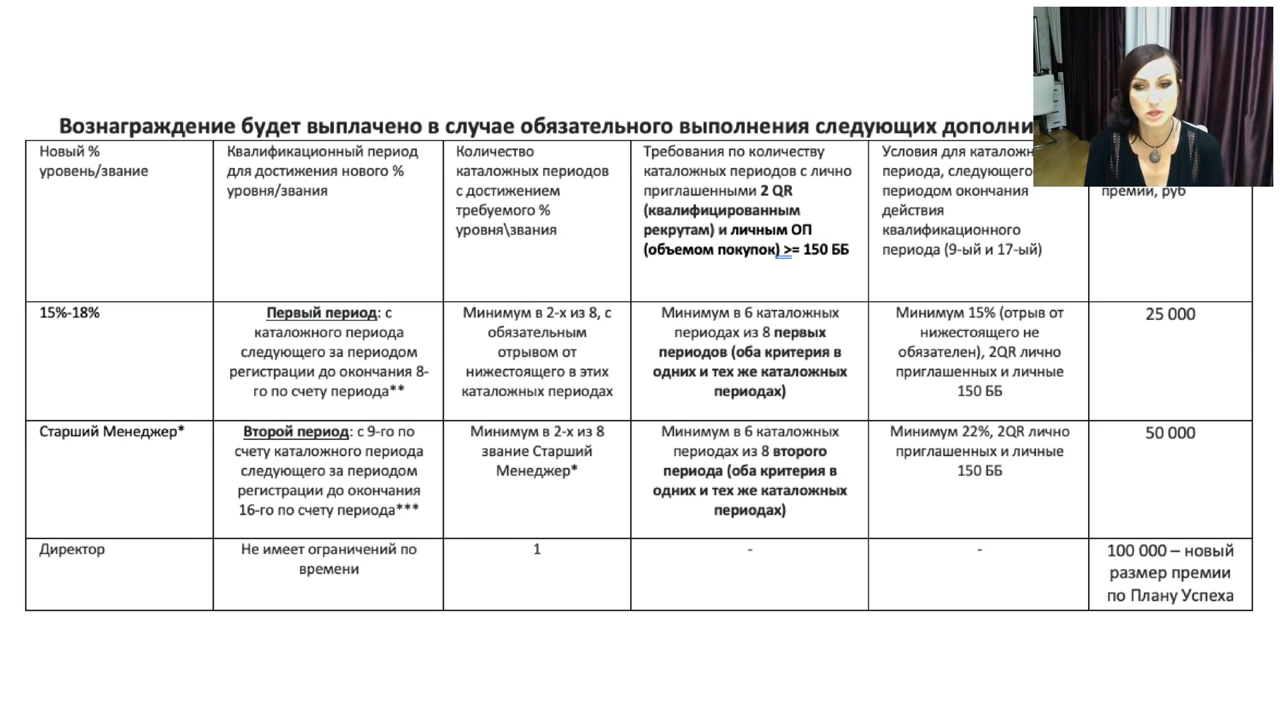 Вознаграждение будет выплачено в случае обязательного выполнения следующих
Новый %
уровень/звание
Квалификационный период
для достижения нового %
уровня/звания
Количество
каталожных периодов
с достижением
требуемого %
уровня\звания
Требования по количеству
каталожных периодов с лично
приглашенными 2 QR
(квалифицированным
рекрутам) и личным ОП
(объемом покупок) >= 150 ББ
Условия для
периода, следующего
периодом окончания
действия
квалификационного
периода (9-ый и 17-ый)
премии, руб
15%-18%
Первый период: с
каталожного периода
следующего за периодом
регистрации до окончания 8-
го по счету периода**
Минимум в 2-х из 8, с
обязательным
отрывом от
нижестоящего в этих
каталожных периодах
Минимум в 6 каталожных
периодах из 8 первых
периодов (оба критерия в
одних и тех же каталожных
периодах)
Минимум 15% (отрыв от
нижестоящего не
обязателен), 2QR лично
приглашенных и личные
150 ББ
25 000
Старший Менеджер*
Второй период: с 9-го по
счету каталожного периода
следующего за периодом
регистрации до окончания
16-го по счету периода***
Минимум в 2-х из 8
звание Старший
Менеджер*
Минимум в 6 каталожных
периодах из 8 второго
периода (оба критерия в
одних и тех же каталожных
периодах)
Минимум 22%, 2QR лично
приглашенных и личные
150 ББ
50 000
Директор
Не имеет ограничений по
времени
1
-
-
100 000 – новый
размер премии
по Плану Успеха